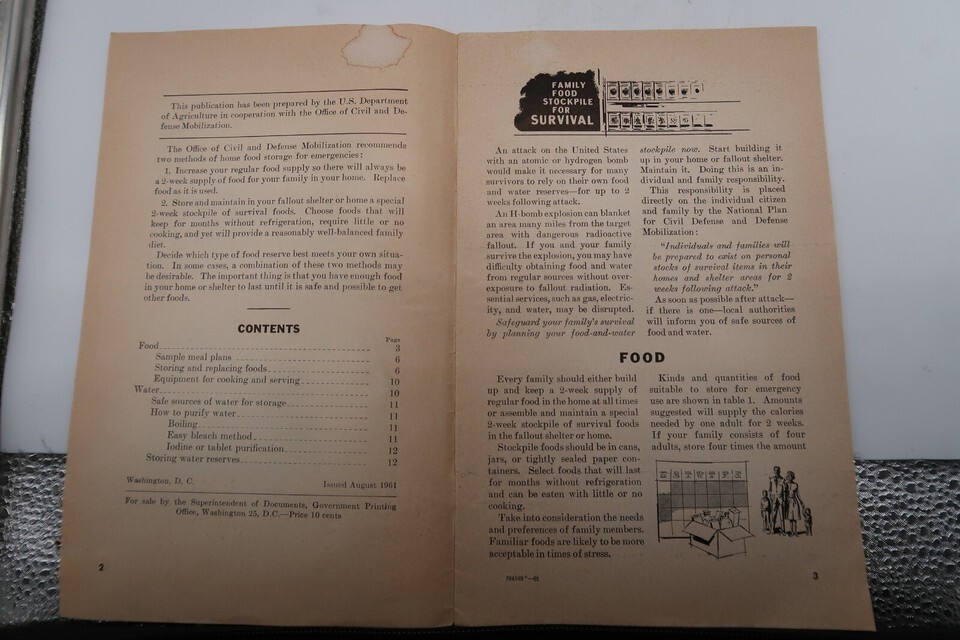 This publication has been prepared by the U.S. Department
of Agriculture in cooperation with the Office of Civil and De-
fense Mobilization.
The Office of Civil and Defense Mobilization recommends
two methods of home food storage for emergencies:
1. Increase your regular food supply so there will always be
a 2-week supply of food for your family in your home. Replace
food as it is used.
2. Store and maintain in your fallout shelter or home a special
2-week stockpile of survival foods. Choose foods that will
keep for months without refrigeration, require little or no
cooking, and yet will provide a reasonably well-balanced family
diet.
Decide which type of food reserve best meets your own situa-
tion. In some cases, a combination of these two methods may
be desirable. The important thing is that you have enough food
in your home or shelter to last until it is safe and possible to get
other foods.
CONTENTS
Page
Food 3
Sample meal plans 6
Storing and replacing foods 6
Equipment for cooking and serving 10
Water 10
Safe sources of water for storage 11
How to purify water 11
Boiling 11
Easy bleach method 11
Iodine or tablet purification 12
Storing water reserves 12
Washington, D. C. Issued August 1961
For sale by the Superintendent of Documents, Government Printing
Office, Washington 25, D.C.—Price 10 cents
2
FAMILY
FOOD
STOCKPILE
FOR
SURVIVAL
An attack on the United States
with an atomic or hydrogen bomb
would make it necessary for many
survivors to rely on their own food
and water reserves—for up to 2
weeks following attack.
An H-bomb explosion can blanket
an area many miles from the target
area with dangerous radioactive
fallout. If you and your family
survive the explosion, you may have
difficulty obtaining food and water
from regular sources without over-
exposure to fallout radiation. Es-
sential services, such as gas, electric-
ity, and water, may be disrupted.
Safeguard your family's survival
by planning your food-and-water
stockpile now. Start building it
up in your home or fallout shelter.
Maintain it. Doing this is an in-
dividual and family responsibility.
This responsibility is placed
directly on the individual citizen
and family by the National Plan
for Civil Defense and Defense
Mobilization:
"Individuals and families will
be prepared to exist on personal
stocks of survival items in their
homes and shelter areas for 2
weeks following attack."
As soon as possible after attack—
if there is one—local authorities
will inform you of safe sources of
food and water.
FOOD
Every family should either build
up and keep a 2-week supply of
regular food in the home at all times
or assemble and maintain a special
2-week stockpile of survival foods
in the fallout shelter or home.
Stockpile foods should be in cans,
jars, or tightly sealed paper con-
tainers. Select foods that will last
for months without refrigeration
and can be eaten with little or no
cooking.
Take into consideration the needs
and preferences of family members.
Familiar foods are likely to be more
acceptable in times of stress.
Kinds and quantities of food
suitable to store for emergency
use are shown in table 1. Amounts
suggested will supply the calories
needed by one adult for 2 weeks.
If your family consists of four
adults, store four times the amount
S M T W T F S
3